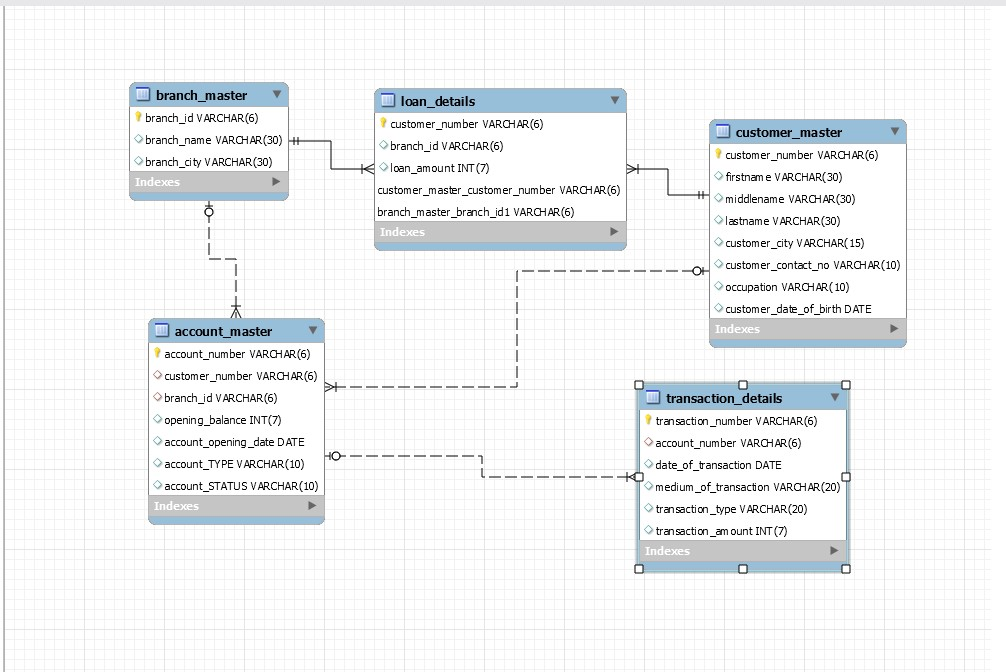 branch_master
branch_id VARCHAR(6)
branch_name VARCHAR(30)
branch_city VARCHAR(30)
Indexes
loan_details
customer_number VARCHAR(6)
branch_id VARCHAR(6)
loan_amount INT(7)
customer_master_customer_number VARCHAR(6)
branch_master_branch_id1 VARCHAR(6)
Indexes
customer_master
customer_number VARCHAR(6)
firstname VARCHAR(30)
middlename VARCHAR(30)
lastname VARCHAR(30)
customer_city VARCHAR(15)
customer_contact_no VARCHAR(10)
occupation VARCHAR(10)
customer_date_of_birth DATE
Indexes
account_master
account_number VARCHAR(6)
customer_number VARCHAR(6)
branch_id VARCHAR(6)
opening_balance INT(7)
account_opening_date DATE
account_TYPE VARCHAR(10)
account_STATUS VARCHAR(10)
Indexes
transaction_details
transaction_number VARCHAR(6)
account_number VARCHAR(6)
date_of_transaction DATE
medium_of_transaction VARCHAR(20)
transaction_type VARCHAR(20)
transaction_amount INT(7)
Indexes